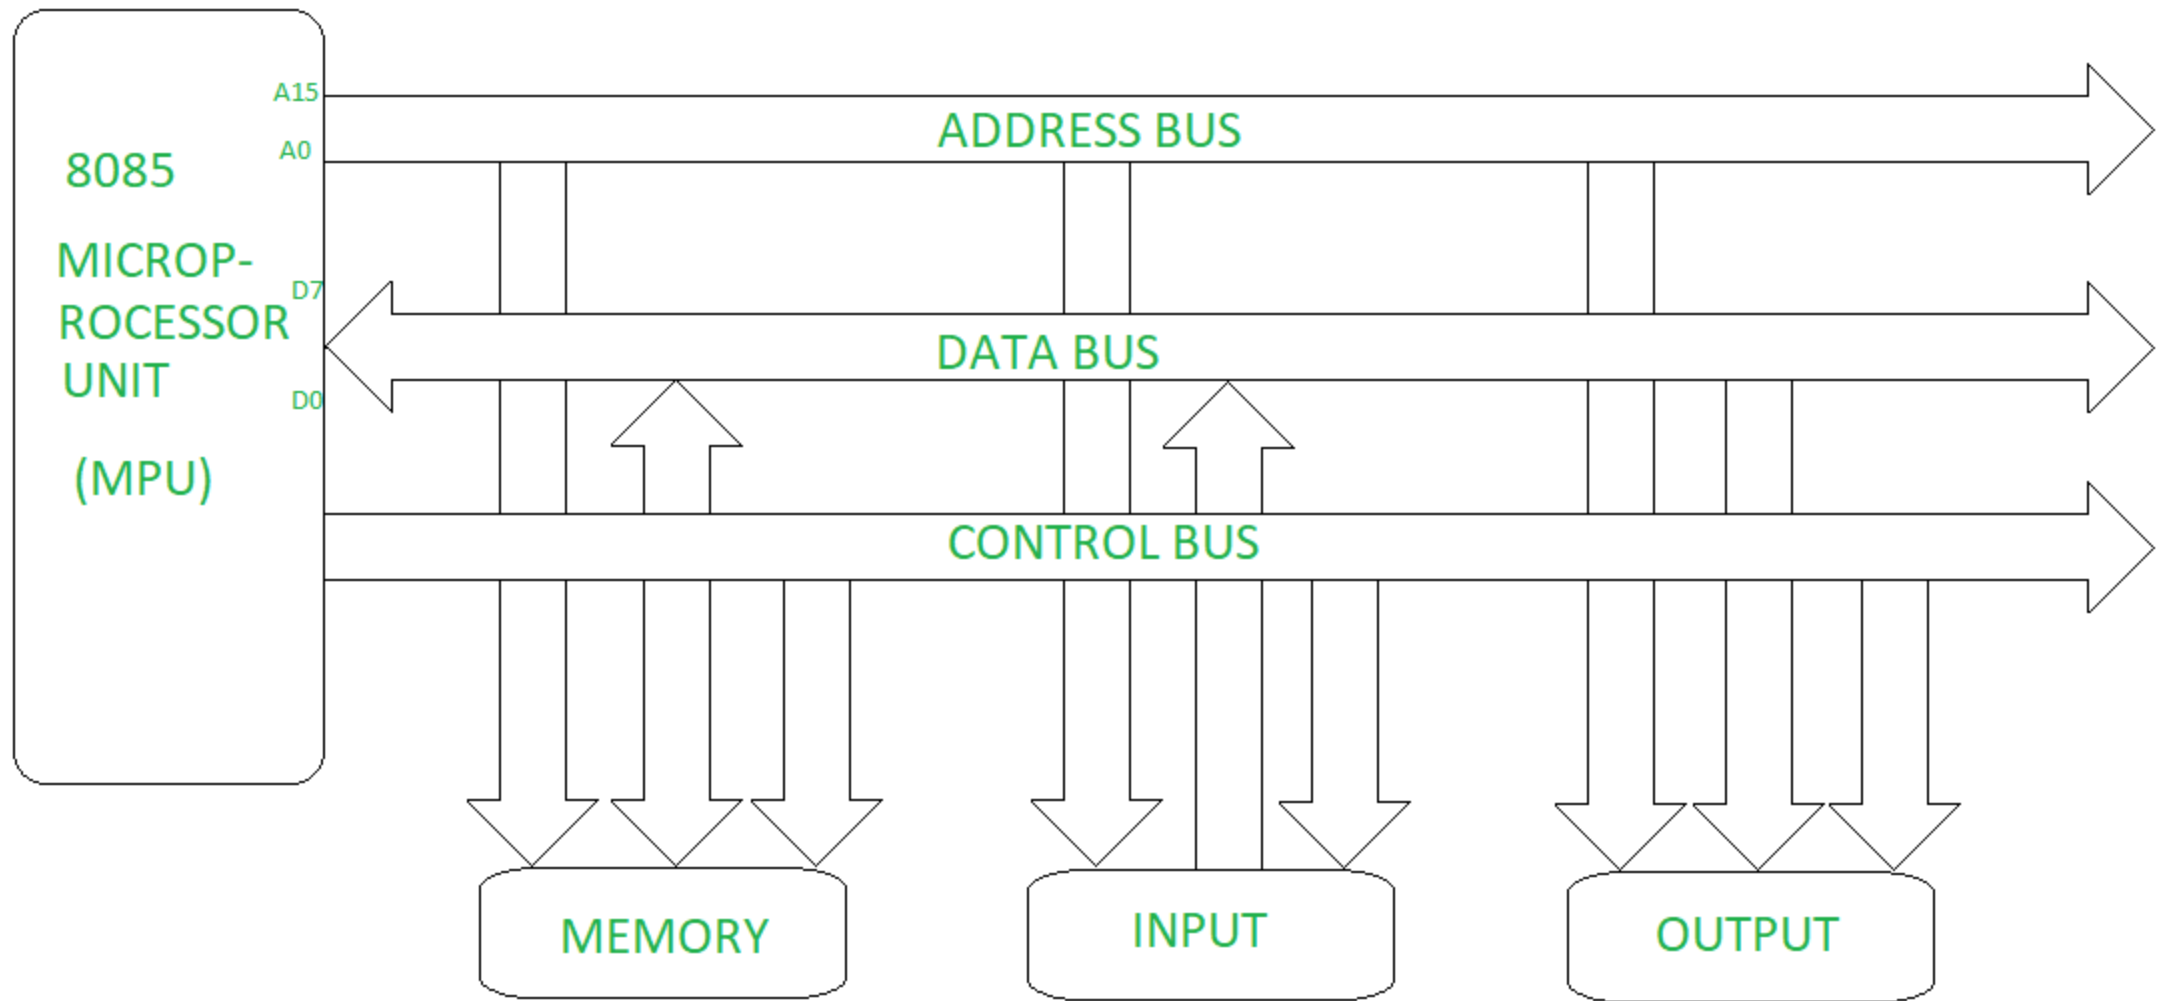 8085
MICROP-
ROCESSOR
UNIT
(MPU)
A15
A0
D7
D0
ADDRESS BUS
DATA BUS
CONTROL BUS
MEMORY
INPUT
OUTPUT